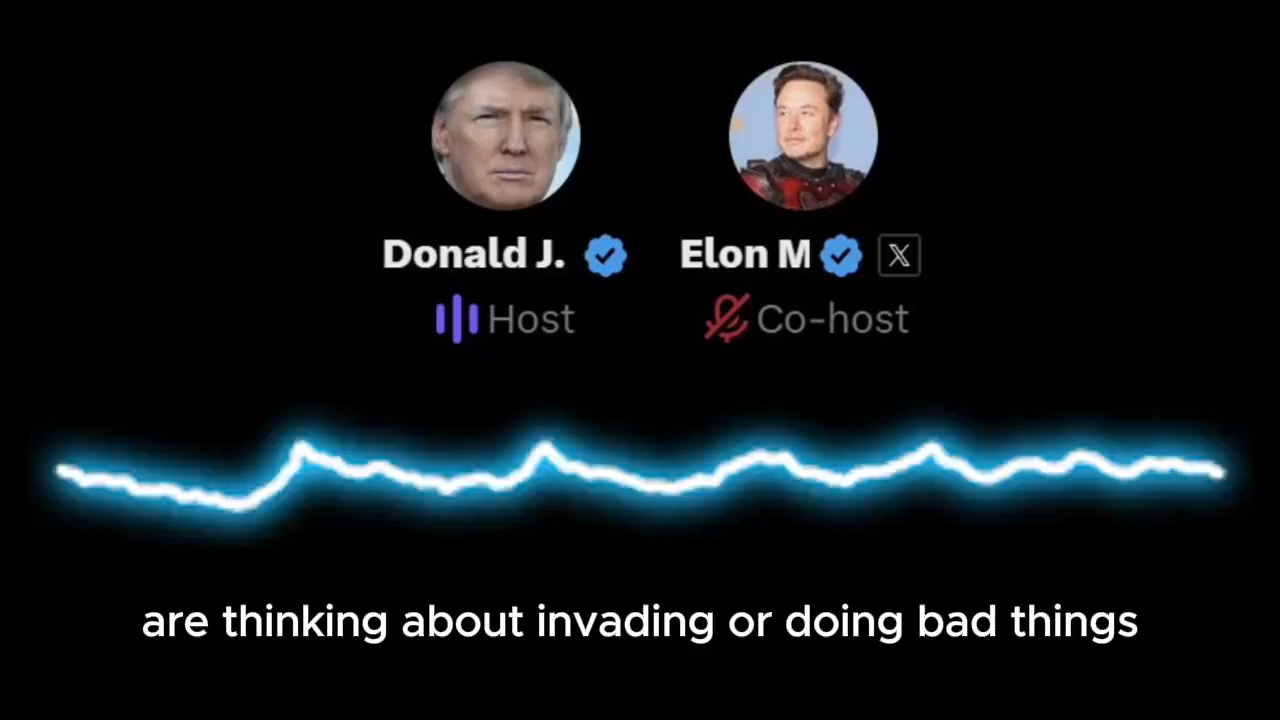 Donald J. Elon M X
Host Co-host
are thinking about invading or doing bad things